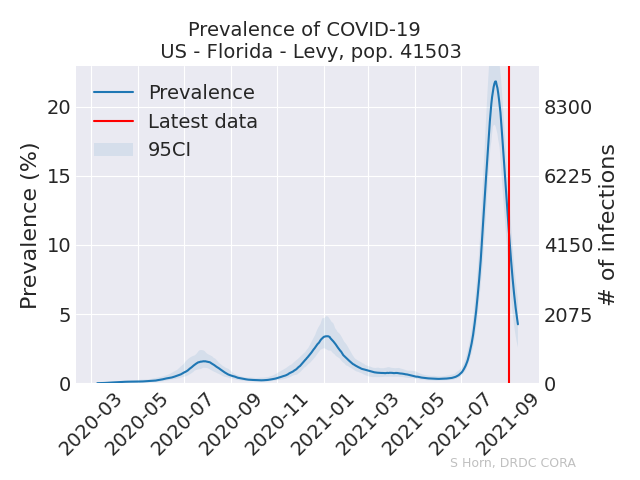 Prevalence of COVID-19
US - Florida - Levy, pop. 41503
Prevalence
Latest data
95CI
Prevalence (%)
20
15
10
5
0
8300
6225
4150
2075
0
# of infections
2020-03
2020-05
2020-07
2020-09
2020-11
2021-01
2021-03
2021-05
2021-07
2021-09
S Horn, DRDC CORA